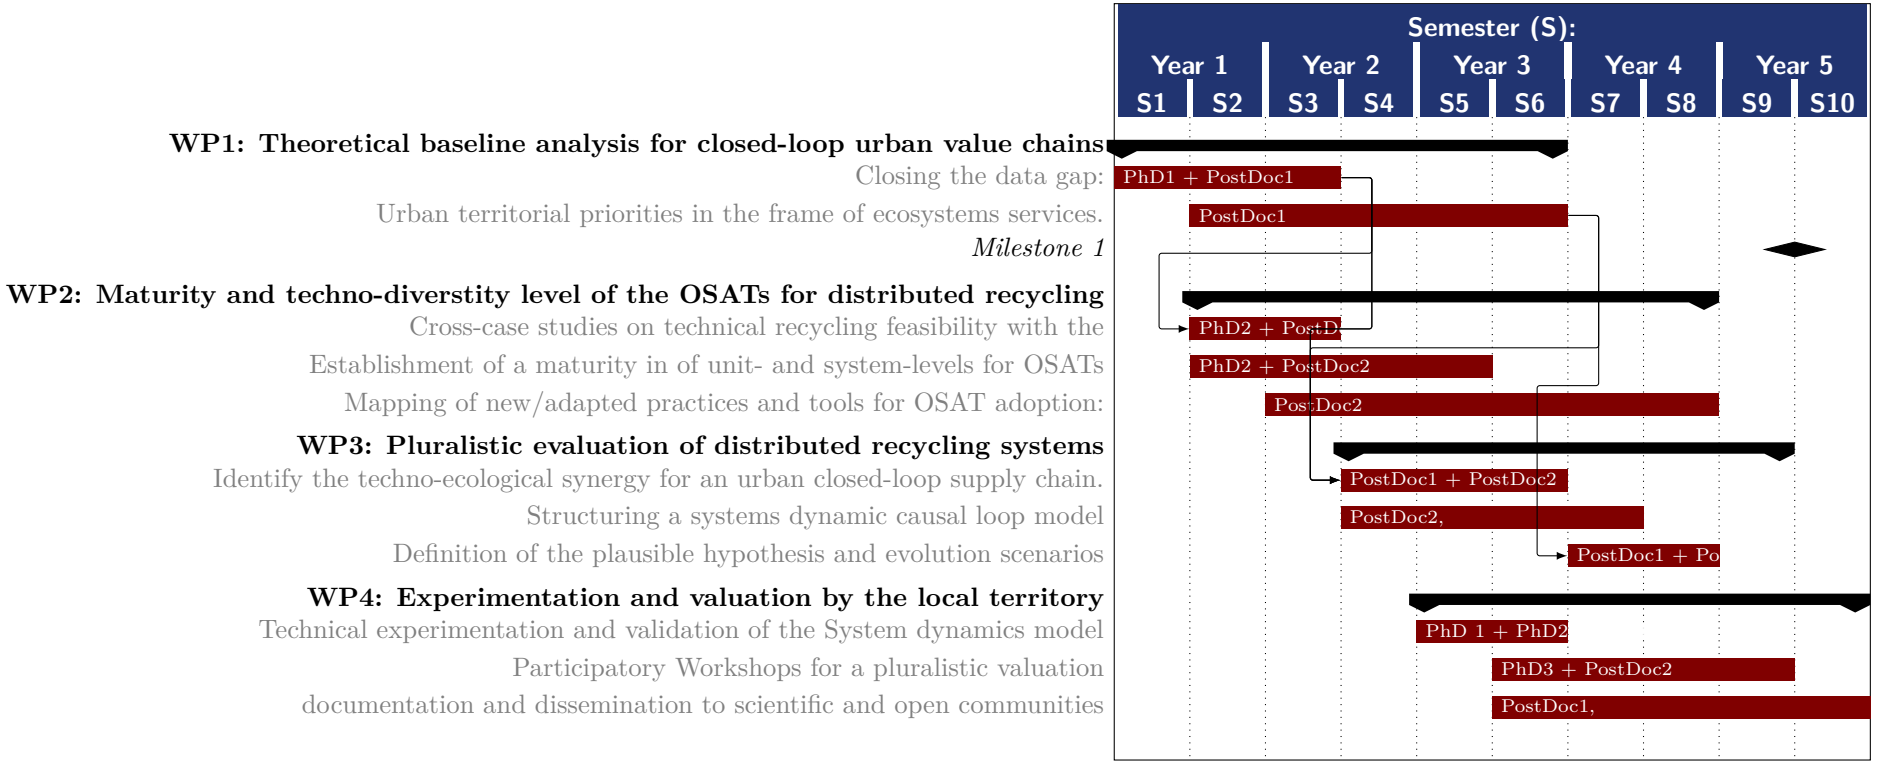 Semester (S):
Year 1 Year 2 Year 3 Year 4 Year 5
S1 S2 S3 S4 S5 S6 S7 S8 S9 S10
WP1: Theoretical baseline analysis for closed-loop urban value chains
Closing the data gap: PhD1 + PostDoc1
Urban territorial priorities in the frame of ecosystems services. PostDoc1
Milestone 1
WP2: Maturity and techno-diverstity level of the OSATs for distributed recycling
Cross-case studies on technical recycling feasibility with the PhD2 + PostD
Establishment of a maturity in of unit- and system-levels for OSATs PhD2 + PostDoc2
Mapping of new/adapted practices and tools for OSAT adoption: PostDoc2
WP3: Pluralistic evaluation of distributed recycling systems
Identify the techno-ecological synergy for an urban closed-loop supply chain. PostDoc1 + PostDoc2
Structuring a systems dynamic causal loop model PostDoc2,
Definition of the plausible hypothesis and evolution scenarios PostDoc1 + Po
WP4: Experimentation and valuation by the local territory
Technical experimentation and validation of the System dynamics model PhD 1 + PhD2
Participatory Workshops for a pluralistic valuation PhD3 + PostDoc2
documentation and dissemination to scientific and open communities PostDoc1,